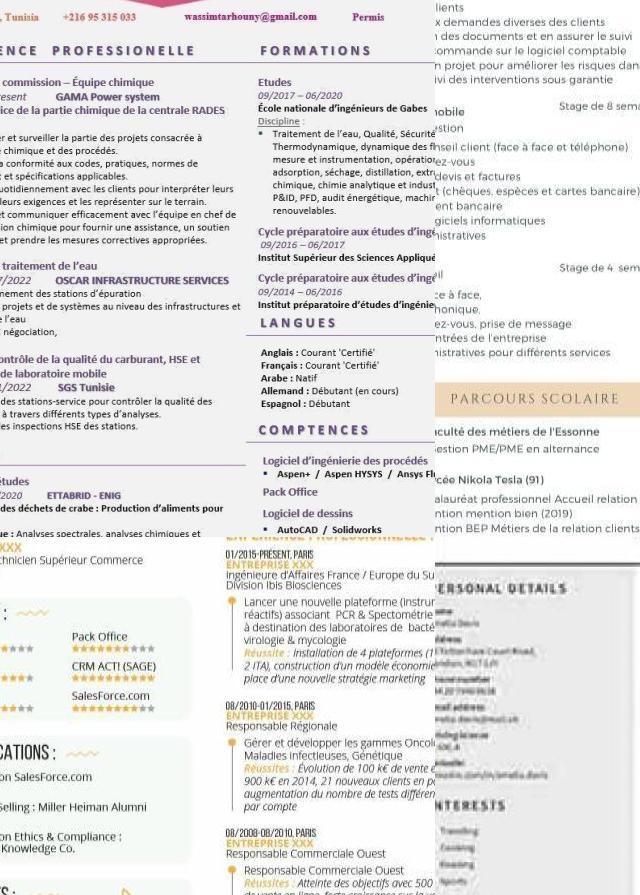 , Tunisia +216 95 315 033 wassimtarhouny@gmail.com Permis
ENCE PROFESSIONELLE
commission – Équipe chimique
resent GAMA Power system
ice de la partie chimique de la centrale RADES
er et surveiller la partie des projets consacrée à
e chimique et des procédés.
a conformité aux codes, pratiques, normes de
t et spécifications applicables.
uotidiennement avec les clients pour interpréter leurs
leurs exigences et les représenter sur le terrain.
et communiquer efficacement avec l'équipe en chef de
ion chimique pour fournir une assistance, un soutien
et prendre les mesures correctives appropriées.
traitement de l'eau
7/2022 OSCAR INFRASTRUCTURE SERVICES
nement des stations d'épuration
projets et de systèmes au niveau des infrastructures et
e l'eau
négociation,
ontrôle de la qualité du carburant, HSE et
de laboratoire mobile
1/2022 SGS Tunisie
des stations-service pour contrôler la qualité des
à travers différents types d'analyses.
les inspections HSE des stations.
études
/2020 ETTABRID - ENIG
des déchets de crabe : Production d'aliments pour
que : Analyses spectrales, analyses chimiques et
FORMATIONS
Etudes
09/2017 – 06/2020
École nationale d'ingénieurs de Gabes
Discipline :
Traitement de l'eau, Qualité, Sécurité
Thermodynamique, dynamique des fl
mesure et instrumentation, opération
adsorption, séchage, distillation, extra
chimique, chimie analytique et indust
P&ID, PFD, audit énergétique, machin
renouvelables.
Cycle préparatoire aux études d'ingé
09/2016 – 06/2017
Institut Supérieur des Sciences Appliqué
Cycle préparatoire aux études d'ingé
09/2014 – 06/2016
Institut préparatoire d'études d'ingénie
LANGUES
Anglais : Courant 'Certifié'
Français : Courant 'Certifié'
Arabe : Natif
Allemand : Débutant (en cours)
Espagnol : Débutant
COMPTENCES
Logiciel d'ingénierie des procédés
Aspen+ / Aspen HYSYS / Ansys Fl
Pack Office
Logiciel de dessins
AutoCAD / Solidworks
lients
x demandes diverses des clients
n des documents et en assurer le suivi
ommande sur le logiciel comptable
n projet pour améliorer les risques dan
ivi des interventions sous garantie
Stage de 8 sema
nobile
estion
nseil client (face à face et téléphone)
ez-vous
devis et factures
t (chèques, espèces et cartes bancaire)
ent bancaire
giciels informatiques
nistratives
Stage de 4 sem
eil
ce à face,
honique,
ez-vous, prise de message
ntrées de l'entreprise
nistratives pour différents services
PARCOURS SCOLAIRE
aculté des métiers de l'Essonne
Gestion PME/PME en alternance
cée Nikola Tesla (91)
alauréat professionnel Accueil relation
ntion mention bien (2019)
ntion BEP Métiers de la relation clients
XXX
chnicien Supérieur Commerce
:
Pack Office
CRM ACT! (SAGE)
SalesForce.com
CATIONS :
on SalesForce.com
Selling : Miller Heiman Alumni
on Ethics & Compliance :
Knowledge Co.
01/2015-PRÉSENT, PARIS
ENTREPRISE XXX
Ingénieure d'Affaires France / Europe du Su
Division Ibis Biosciences
Lancer une nouvelle plateforme (instrur
réactifs) associant PCR & Spectométrie
à destination des laboratoires de bacté
virologie & mycologie
Réussite : Installation de 4 plateformes (1
2 ITA), construction d'un modèle économie
place d'une nouvelle stratégie marketing
08/2010-01/2015, PARIS
ENTREPRISE XXX
Responsable Régionale
Gérer et développer les gammes Oncol
Maladies infectieuses, Génétique
Réussites : Évolution de 100 k€ de vente e
900 k€ en 2014, 21 nouveaux clients en p
augmentation du nombre de tests différen
par compte
08/2008-08/2010, PARIS
ENTREPRISE XXX
Responsable Commerciale Ouest
Responsable Commerciale Ouest
Réussites : Atteinte des objectifs avec 500
ERSONAL DETAILS
NTERESTS
Travelling
Cooking
Reading
Sports